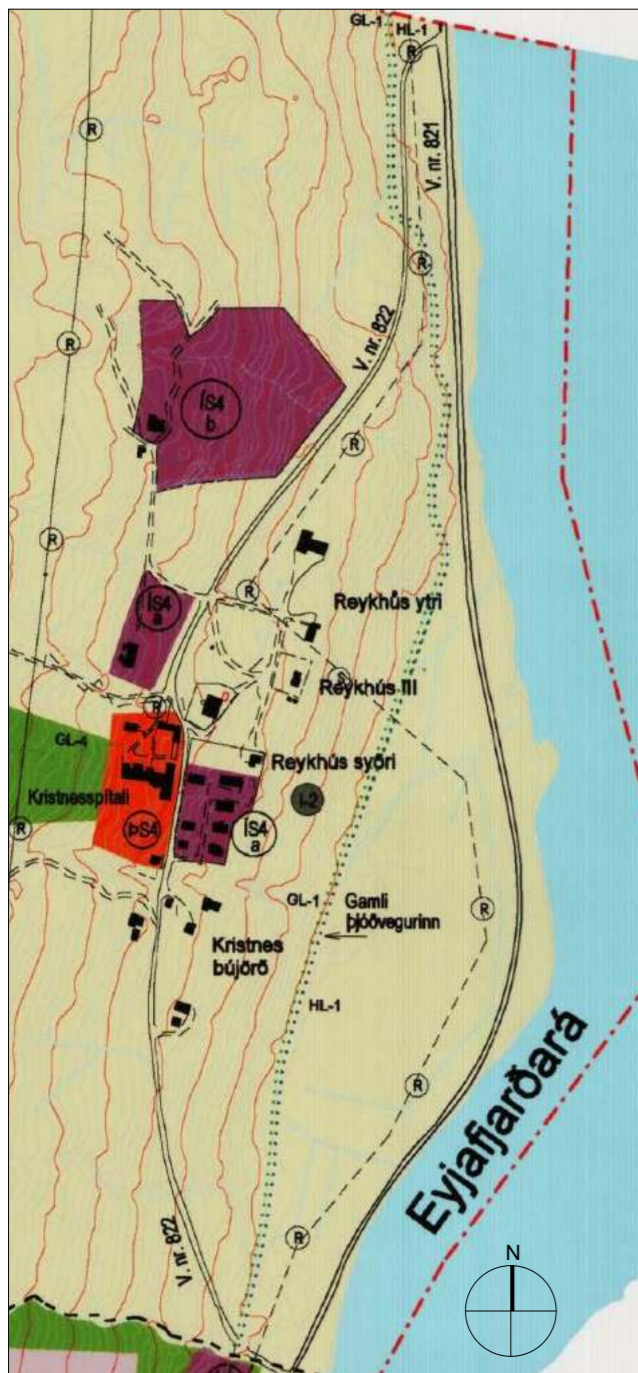 GL-1
HL-1
R
R
V. nr. 821
R
R
V. nr. 822
ÍS4
b
R
R
R
ÍS4
a
Reykhús ytri
S
Reykhús III
R
GL-4
Reykhús syðri
Kristnesspítali
I-2
R
ÞS4
ÍS4
a
GL-1
Gamli
þjóðvegurinn
R
Kristnes
bújörð
HL-1
R
Eyjafjarðará
R
V. nr. 822
N